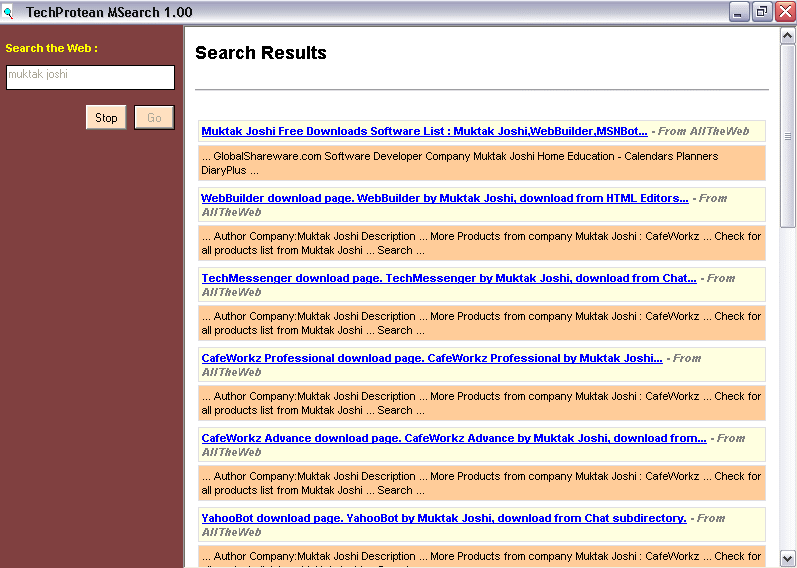 TechProtean MSearch 1.00
Search the Web :
muktak joshi
Stop
Go
Search Results
Muktak Joshi Free Downloads Software List : Muktak Joshi,WebBuilder,MSNBot... - From AllTheWeb
... GlobalShareware.com Software Developer Company Muktak Joshi Home Education - Calendars Planners
DiaryPlus ...
WebBuilder download page. WebBuilder by Muktak Joshi, download from HTML Editors... - From
AllTheWeb
... Author Company:Muktak Joshi Description ... More Products from company Muktak Joshi : CafeWorkz ... Check for
all products list from Muktak Joshi ... Search ...
TechMessenger download page. TechMessenger by Muktak Joshi, download from Chat... - From
AllTheWeb
... Author Company:Muktak Joshi Description ... More Products from company Muktak Joshi : CafeWorkz ... Check for
all products list from Muktak Joshi ... Search ...
CafeWorkz Professional download page. CafeWorkz Professional by Muktak Joshi... - From
AllTheWeb
... Author Company:Muktak Joshi Description ... More Products from company Muktak Joshi : CafeWorkz ... Check for
all products list from Muktak Joshi ... Search ...
CafeWorkz Advance download page. CafeWorkz Advance by Muktak Joshi, download from... - From
AllTheWeb
... Author Company:Muktak Joshi Description ... More Products from company Muktak Joshi : CafeWorkz ... Check for
all products list from Muktak Joshi ... Search ...
YahooBot download page. YahooBot by Muktak Joshi, download from Chat subdirectory. - From
AllTheWeb
... Author Company:Muktak Joshi Description ... More Products from company Muktak Joshi : CafeWorkz ... Check for